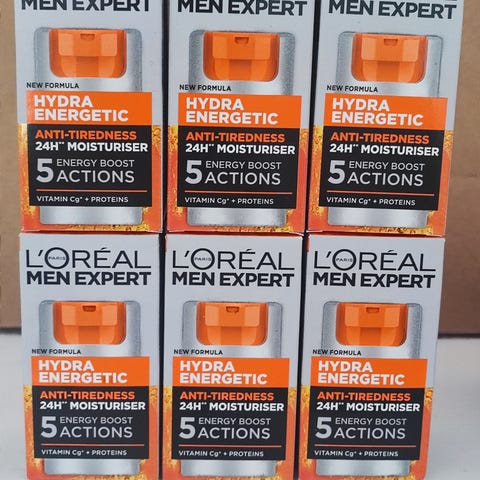 MEN EXPERT
NEW FORMULA
HYDRA
ENERGETIC
ANTI-TIREDNESS
24H** MOISTURISER
5 ENERGY BOOST
ACTIONS
VITAMIN Cg* + PROTEINS
MEN EXPERT
NEW FORMULA
HYDRA
ENERGETIC
ANTI-TIREDNESS
24H** MOISTURISER
5 ENERGY BOOST
ACTIONS
VITAMIN Cg* + PROTEINS
MEN EXPERT
NEW FORMULA
HYDRA
ENERGETIC
ANTI-TIREDNESS
24H** MOISTURISER
5 ENERGY BOOST
ACTIONS
VITAMIN Cg* + PROTEINS
L'ORÉAL
PARIS
MEN EXPERT
NEW FORMULA
HYDRA
ENERGETIC
ANTI-TIREDNESS
24H** MOISTURISER
5 ENERGY BOOST
ACTIONS
VITAMIN Cg* + PROTEINS
L'ORÉAL
PARIS
MEN EXPERT
NEW FORMULA
HYDRA
ENERGETIC
ANTI-TIREDNESS
24H** MOISTURISER
5 ENERGY BOOST
ACTIONS
VITAMIN Cg* + PROTEINS
L'ORÉAL
PARIS
MEN EXPERT
NEW FORMULA
HYDRA
ENERGETIC
ANTI-TIREDNESS
24H** MOISTURISER
5 ENERGY BOOST
ACTIONS
VITAMIN Cg* + PROTEINS